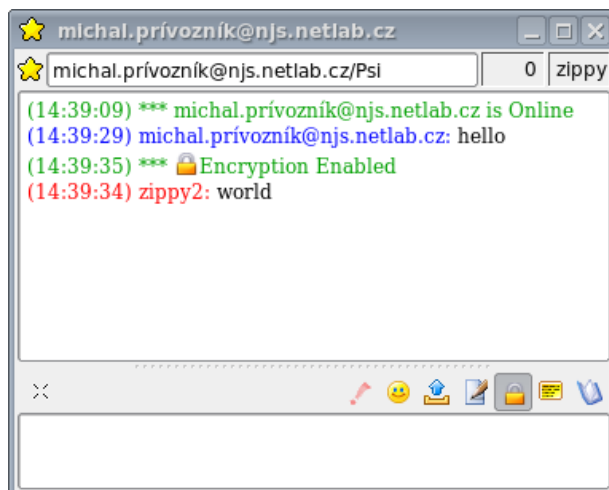 michal.prívozník@njs.netlab.cz
michal.prívozník@njs.netlab.cz/Psi 0 zippy
(14:39:09) *** michal.prívozník@njs.netlab.cz is Online
(14:39:29) michal.prívozník@njs.netlab.cz: hello
(14:39:35) *** Encryption Enabled
(14:39:34) zippy2: world